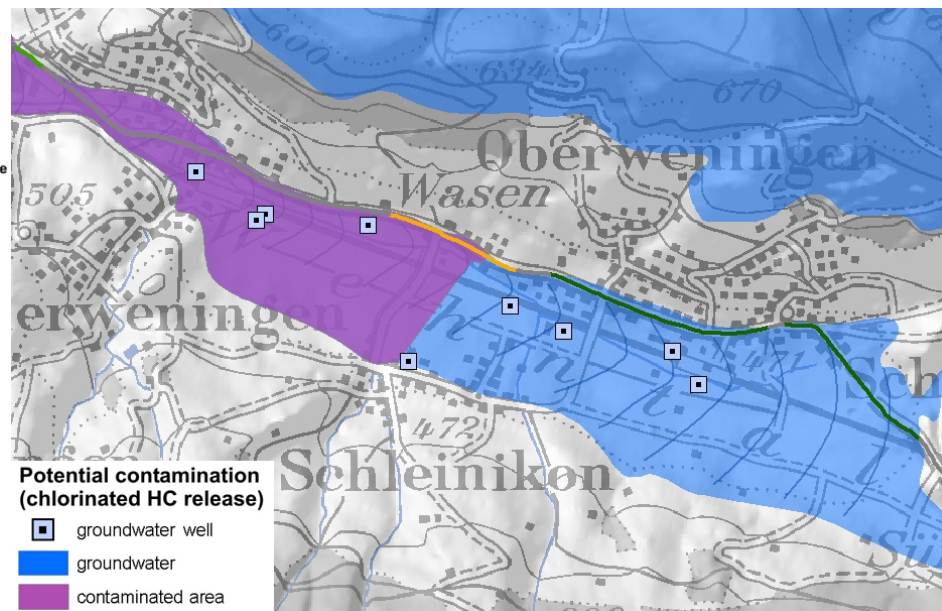 600
634
670
Oberweningen
e
Wasen
505
erweningen
472
Schleinikon
Sch
Potential contamination
(chlorinated HC release)
groundwater well
groundwater
contaminated area